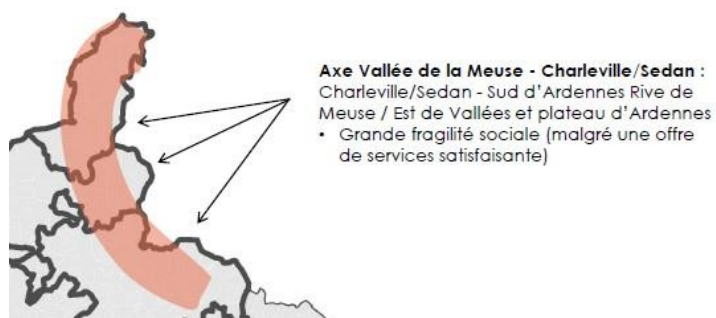 Axe Vallée de la Meuse - Charleville/Sedan :
Charleville/Sedan - Sud d'Ardennes Rive de
Meuse / Est de Vallées et plateau d'Ardennes
• Grande fragilité sociale (malgré une offre
de services satisfaisante)